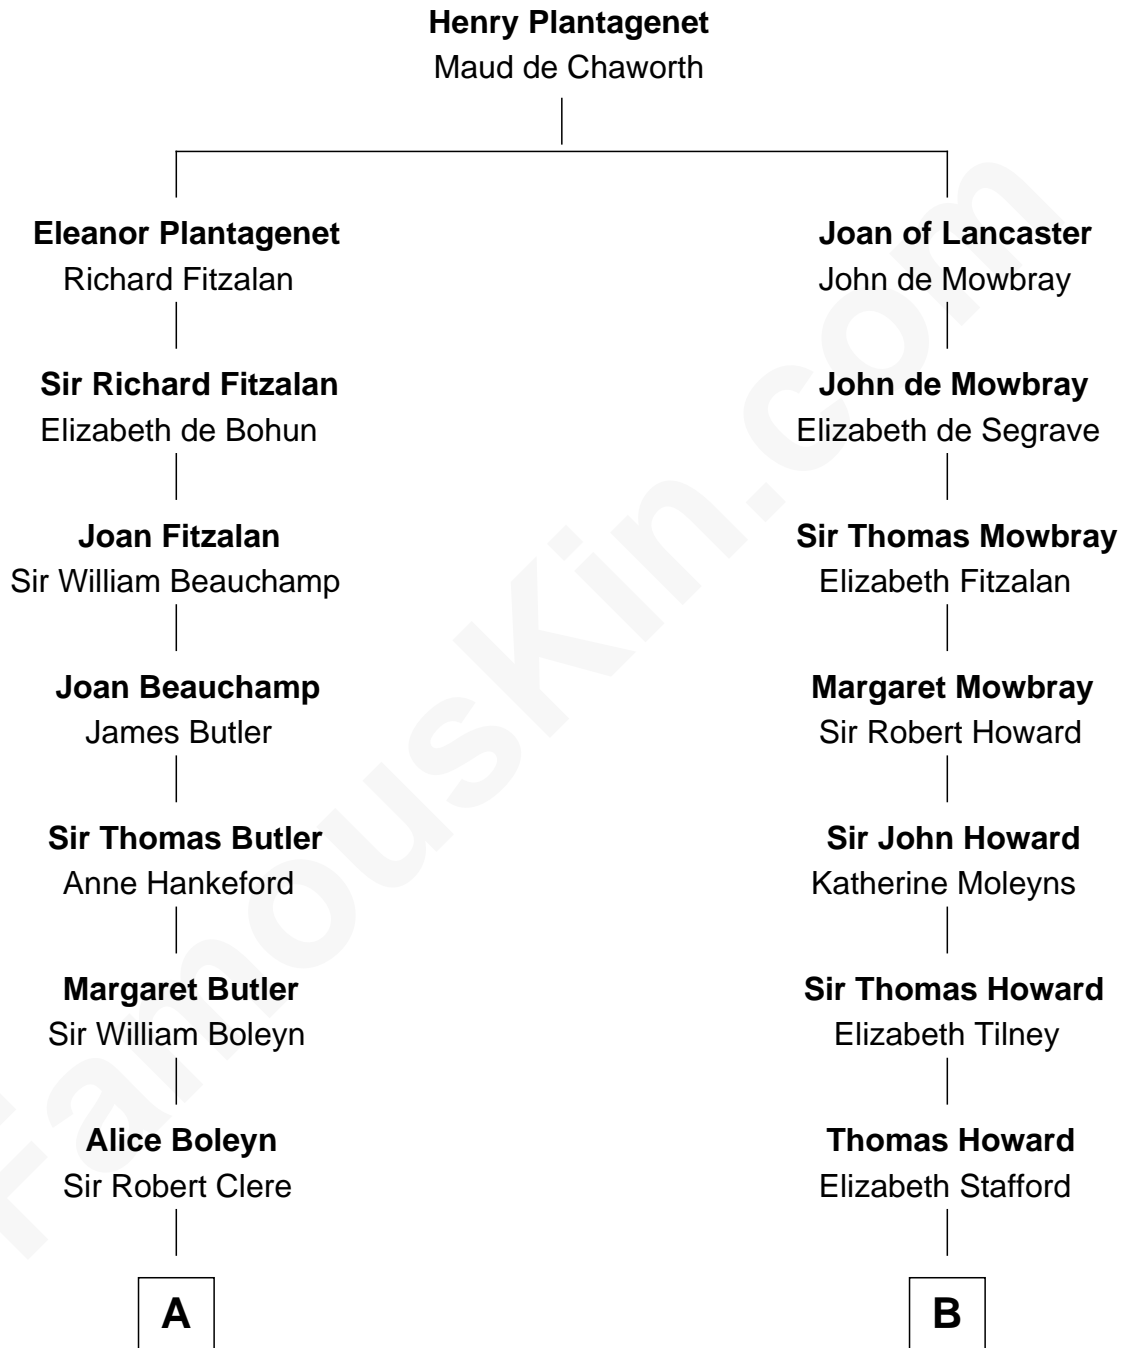 Henry Plantagenet
Maud de Chaworth
Eleanor Plantagenet
Richard Fitzalan
Joan of Lancaster
John de Mowbray
Sir Richard Fitzalan
Elizabeth de Bohun
John de Mowbray
Elizabeth de Segrave
Joan Fitzalan
Sir William Beauchamp
Sir Thomas Mowbray
Elizabeth Fitzalan
Joan Beauchamp
James Butler
Margaret Mowbray
Sir Robert Howard
Sir Thomas Butler
Anne Hankeford
Sir John Howard
Katherine Moleyns
Margaret Butler
Sir William Boleyn
Sir Thomas Howard
Elizabeth Tilney
Alice Boleyn
Sir Robert Clere
Thomas Howard
Elizabeth Stafford
A
B
FamousKin.com